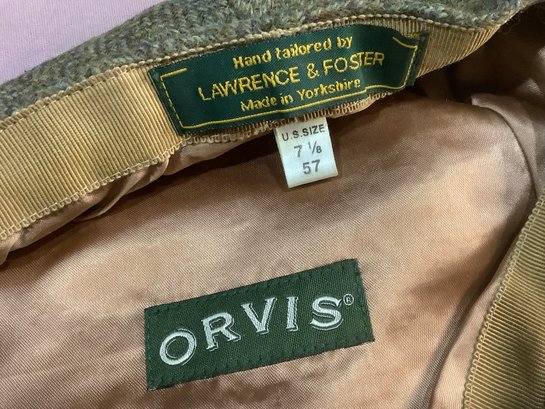 Hand tailored by
LAWRENCE & FOSTER
Made in Yorkshire
U.S. SIZE
7 1/8
57
ORVIS®